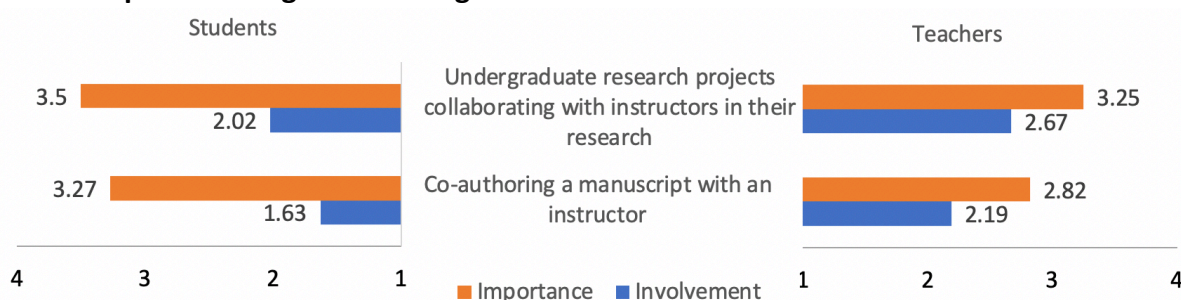 Students
Teachers
3.5
2.02
Undergraduate research projects
collaborating with instructors in their
research
3.25
2.67
3.27
1.63
Co-authoring a manuscript with an
instructor
2.82
2.19
4 3 2 1
1 2 3 4
Importance Involvement